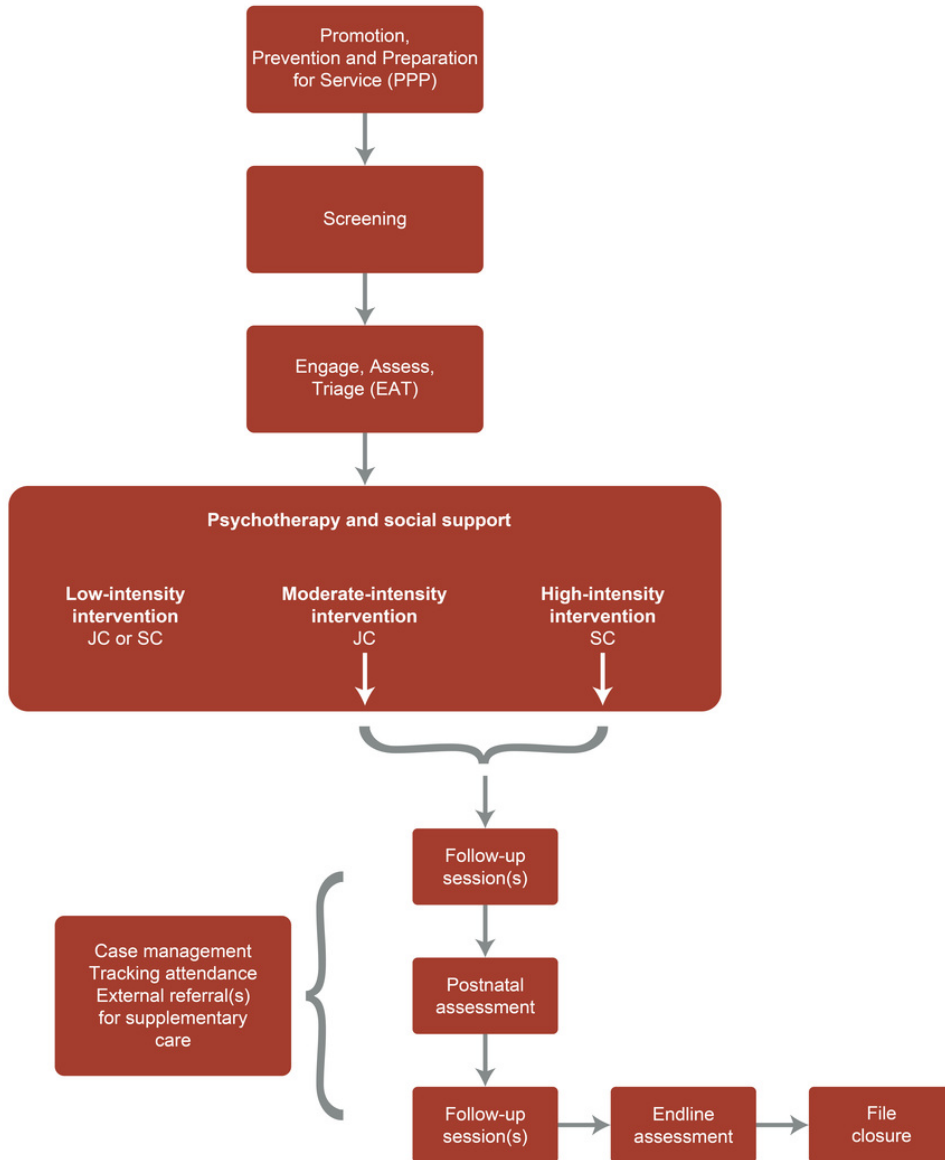 Promotion,
Prevention and Preparation
for Service (PPP)
Screening
Engage, Assess,
Triage (EAT)
Psychotherapy and social support
Low-intensity
intervention
JC or SC
Moderate-intensity
intervention
JC
High-intensity
intervention
SC
Follow-up
session(s)
Case management
Tracking attendance
External referral(s)
for supplementary
care
Postnatal
assessment
Follow-up
session(s)
Endline
assessment
File
closure